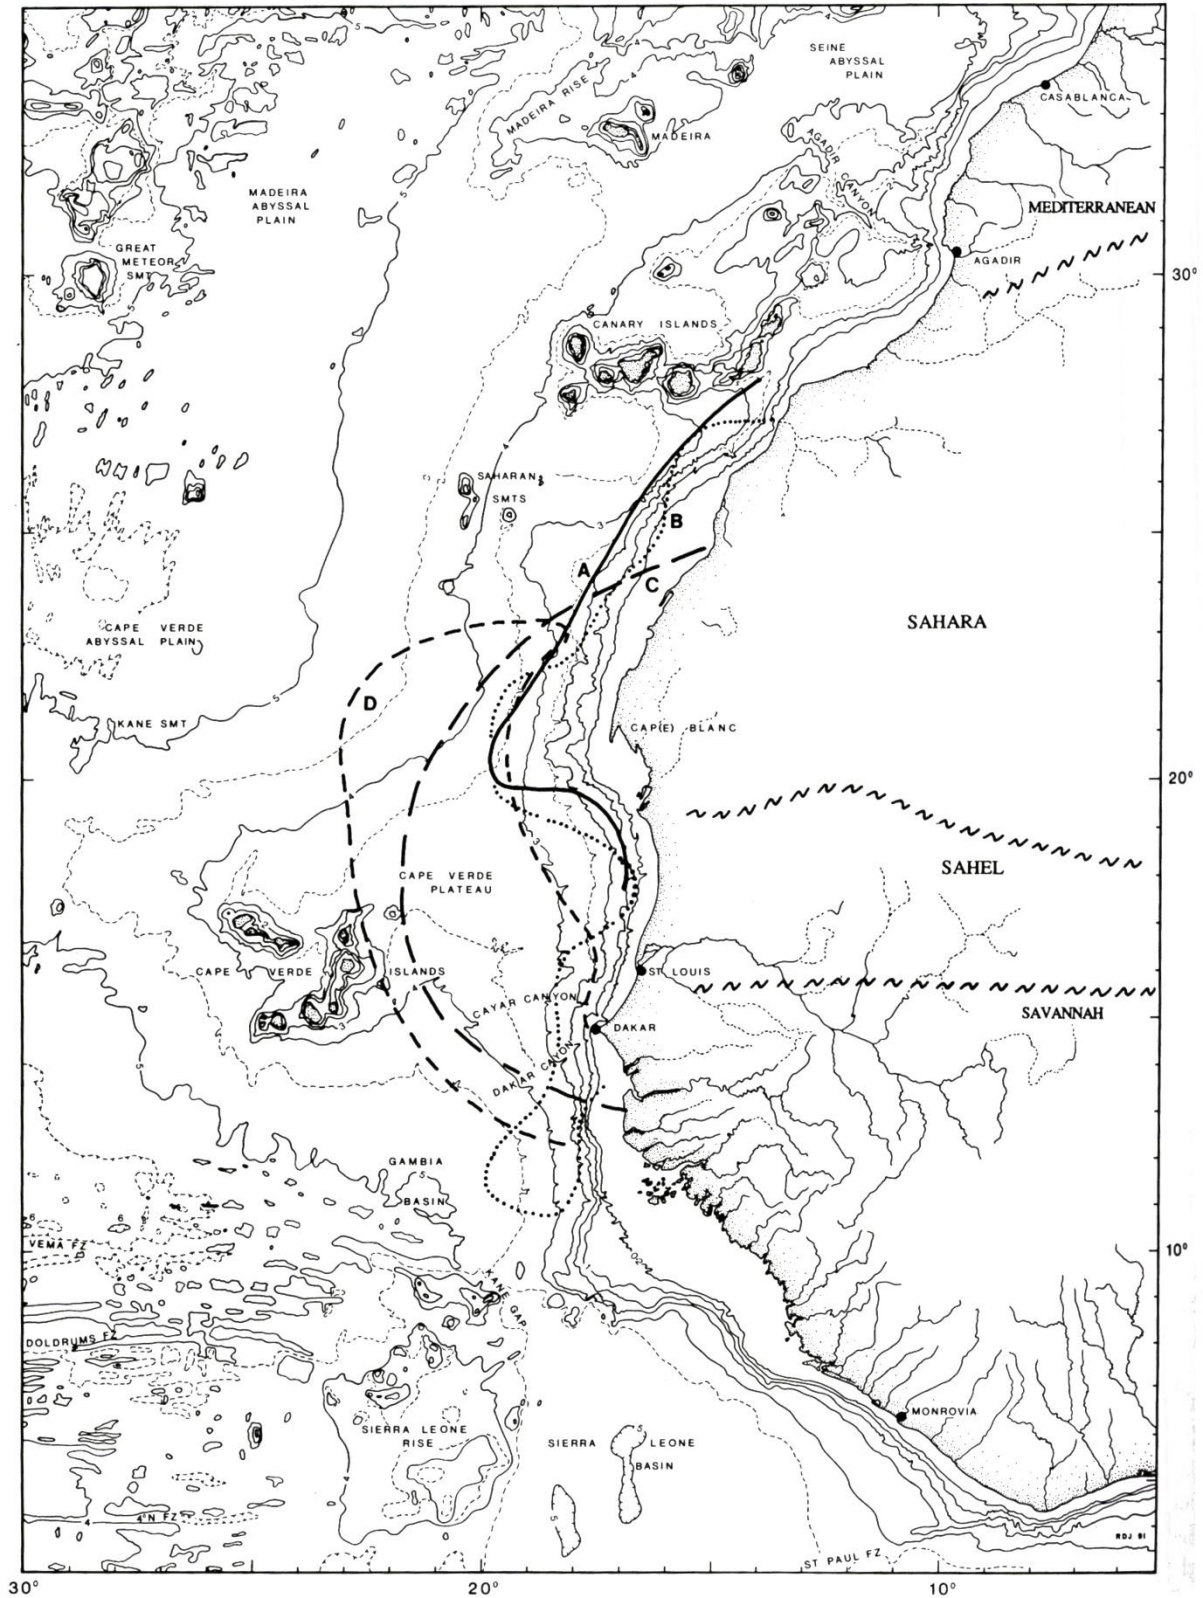 SEINE
ABYSSAL
PLAIN
CASABLANCA
MADEIRA RISE
MADEIRA
AGADIR
CANYON
MADEIRA
ABYSSAL
PLAIN
MEDITERRANEAN
GREAT
METEOR
SMT
AGADIR
30°
CANARY ISLANDS
SAHARAN
SMTS
3
B
A
C
CAPE VERDE
ABYSSAL PLAIN
SAHARA
5
D
KANE SMT
CAP(E) BLANC
20°
SAHEL
CAPE VERDE
PLATEAU
CAPE VERDE ISLANDS
ST LOUIS
CAYAR CANYON
SAVANNAH
DAKAR
DAKAR CAYON
GAMBIA
BASIN
VEMA FZ
10°
KANE GAP
DOLDRUMS FZ
MONROVIA
SIERRA LEONE
RISE
SIERRA LEONE
BASIN
4°N FZ
RDJ 91
ST PAUL FZ
30°
20°
10°